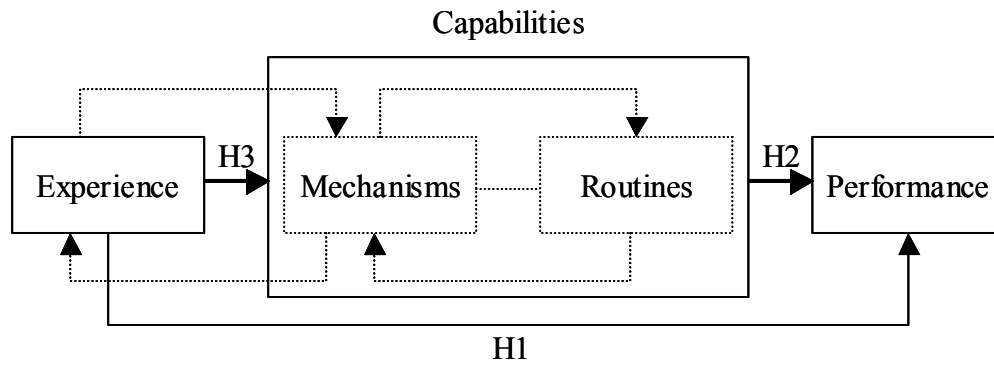 Capabilities
H3
H2
Experience
Mechanisms
Routines
Performance
H1